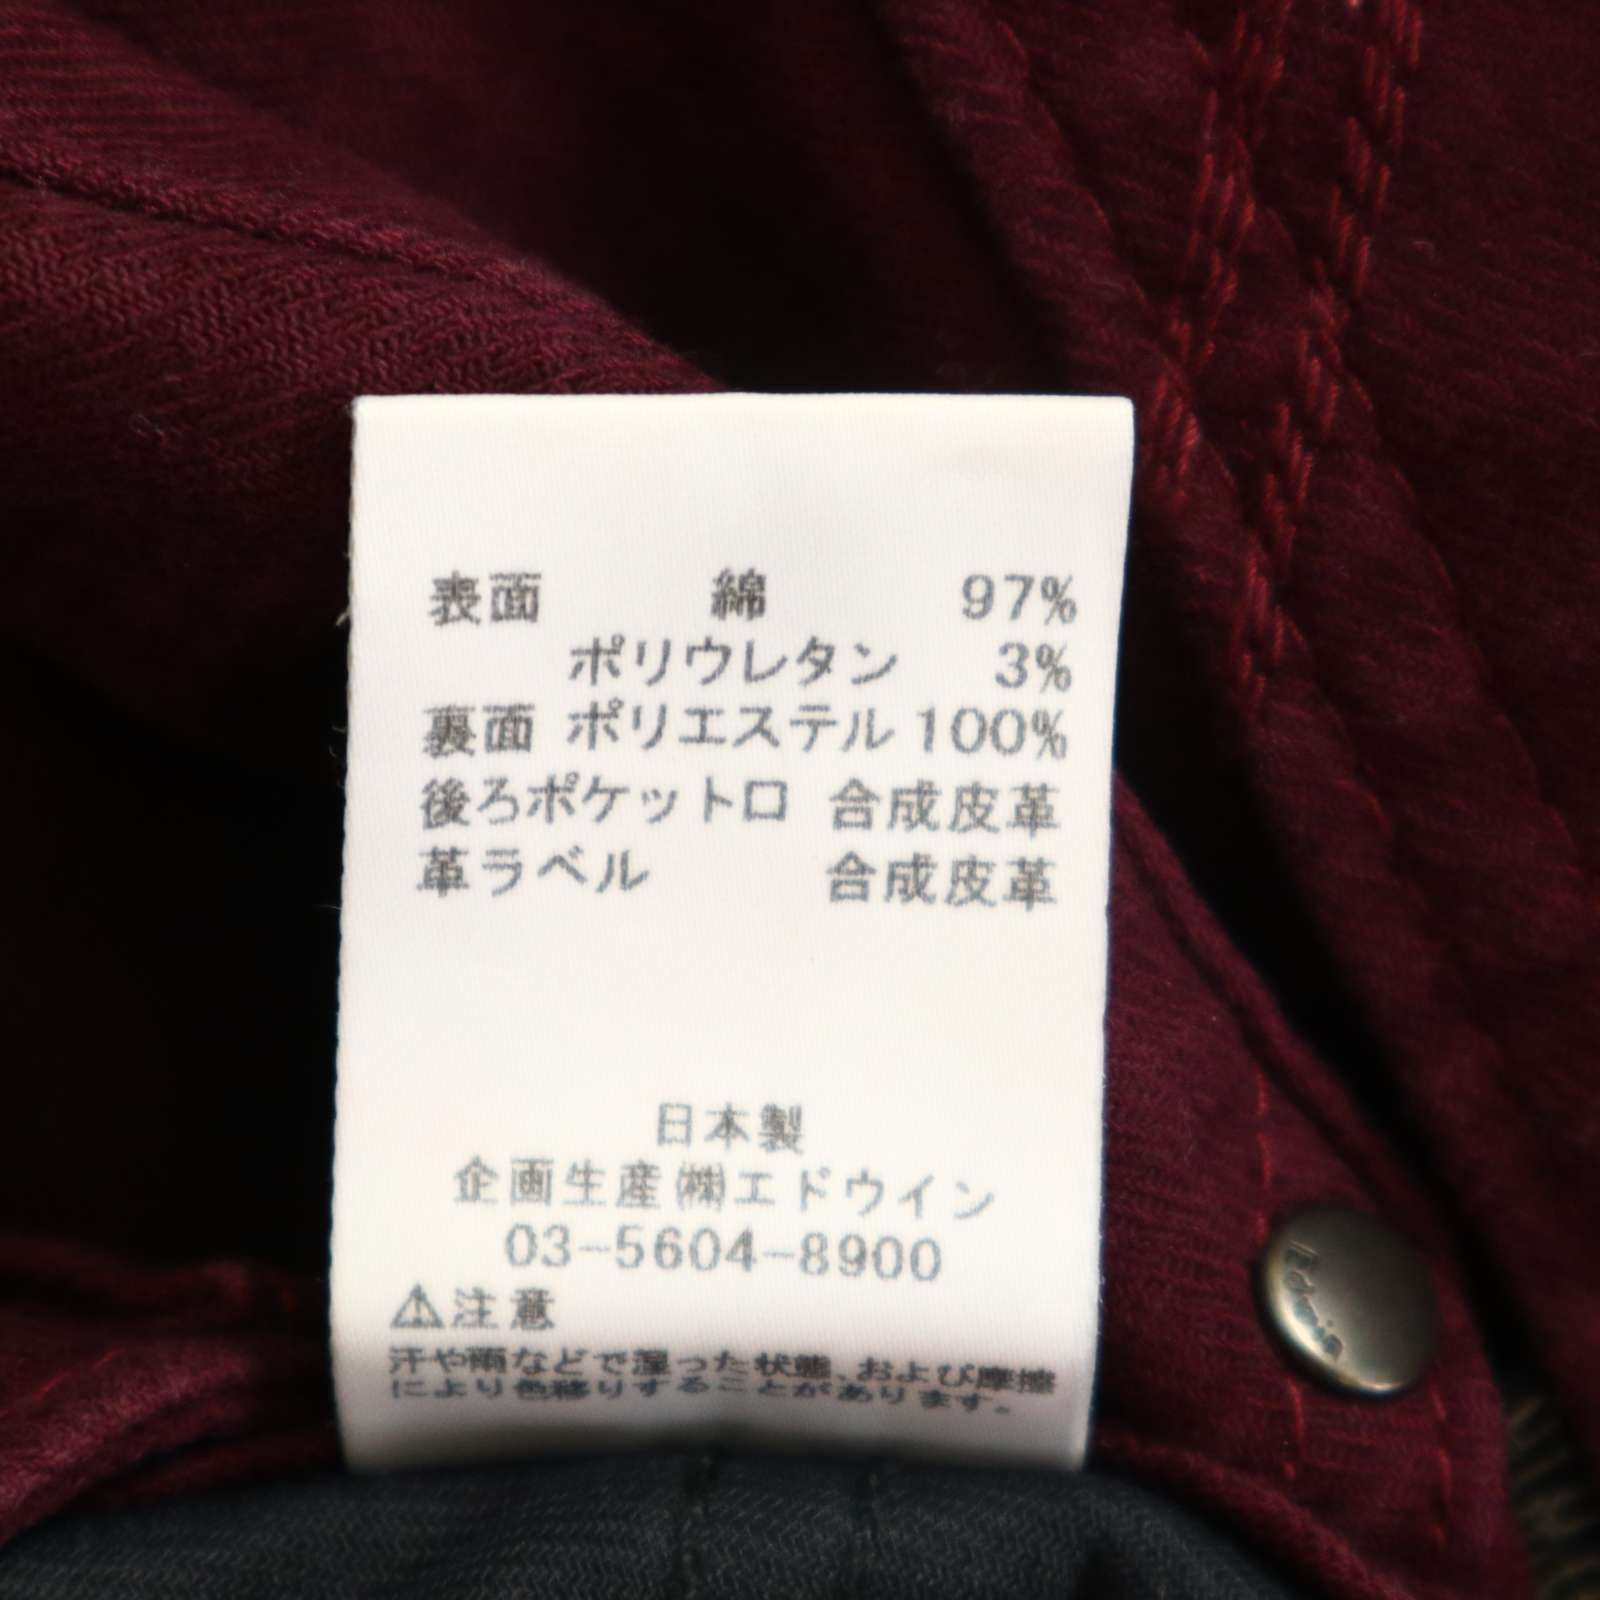 表面 綿 97%
ポリウレタン 3%
裏面 ポリエステル 100%
後ろポケット口 合成皮革
革ラベル 合成皮革
日本製
企画生産㈱エドウイン
03-5604-8900
⚠注意
汗や雨などで湿った状態、および摩擦
により色移りすることがあります。
Edwin